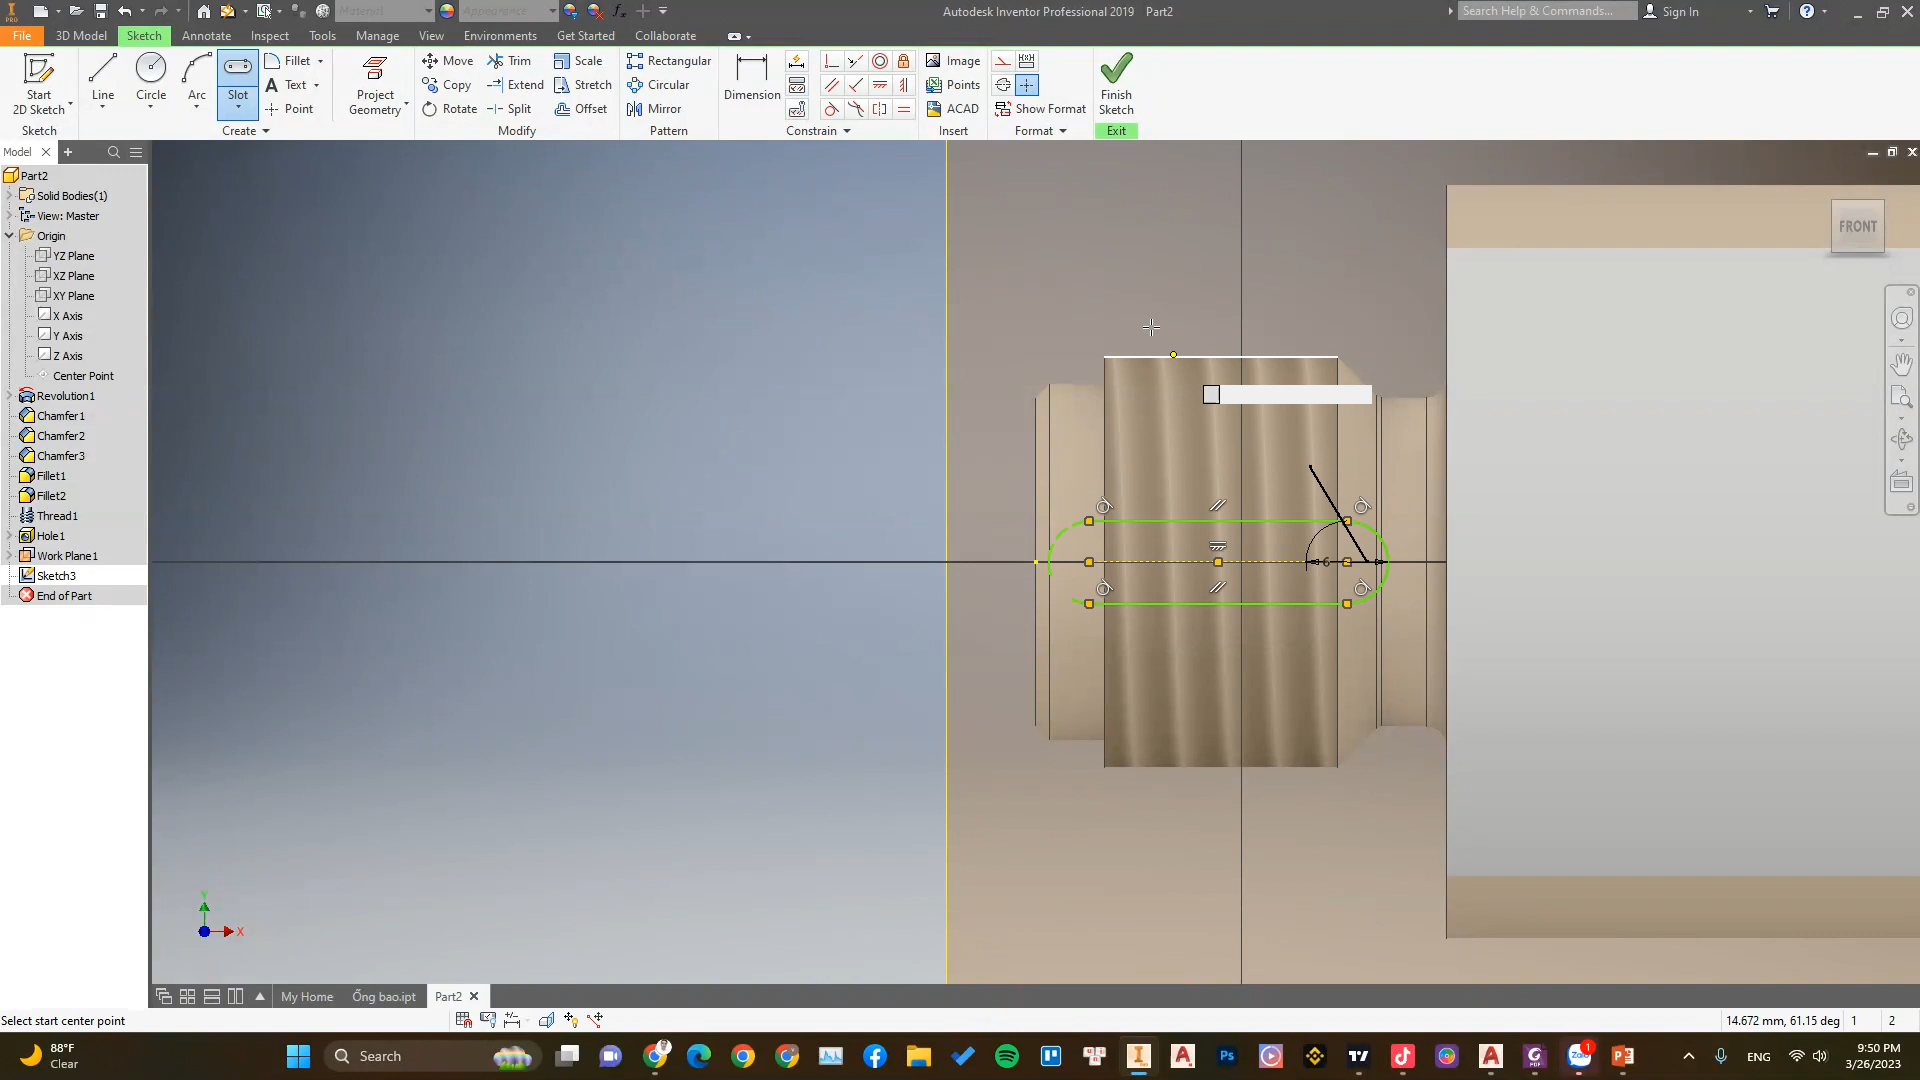 Material
Appearance
Autodesk Inventor Professional 2019 Part2
Search Help & Commands...
Sign In
File
3D Model
Sketch
Annotate
Inspect
Tools
Manage
View
Environments
Get Started
Collaborate
Start
2D Sketch
Line
Circle
Arc
Slot
Fillet
Text
Point
Project
Geometry
Move
Copy
Rotate
Trim
Extend
Split
Scale
Stretch
Offset
Rectangular
Circular
Mirror
Dimension
Image
Points
ACAD
Show Format
Finish
Sketch
Sketch
Create
Modify
Pattern
Constrain
Insert
Format
Exit
Model
Part2
Solid Bodies(1)
View: Master
Origin
YZ Plane
XZ Plane
XY Plane
X Axis
Y Axis
Z Axis
Center Point
Revolution1
Chamfer1
Chamfer2
Chamfer3
Fillet1
Fillet2
Thread1
Hole1
Work Plane1
Sketch3
End of Part
FRONT
6
Y
X
My Home
Ống bao.ipt
Part2
Select start center point
14.672 mm, 61.15 deg 1 2
88°F
Clear
Search
1
ENG
9:50 PM
3/26/2023